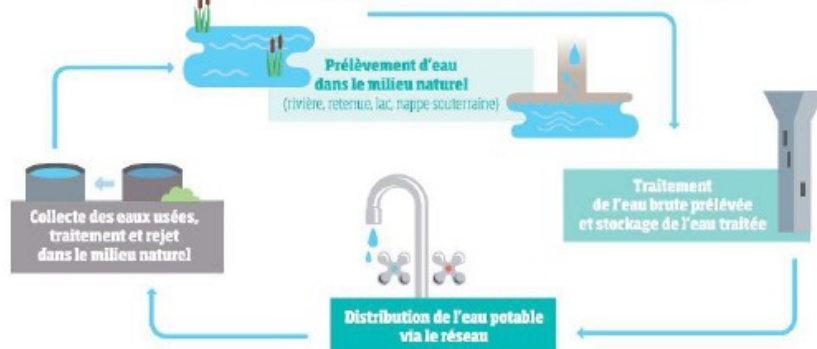 Prélèvement d'eau
dans le milieu naturel
(rivière, retenue, lac, nappe souterraine)
Traitement
de l'eau brute prélevée
et stockage de l'eau traitée
Distribution de l'eau potable
via le réseau
Collecte des eaux usées,
traitement et rejet
dans le milieu naturel